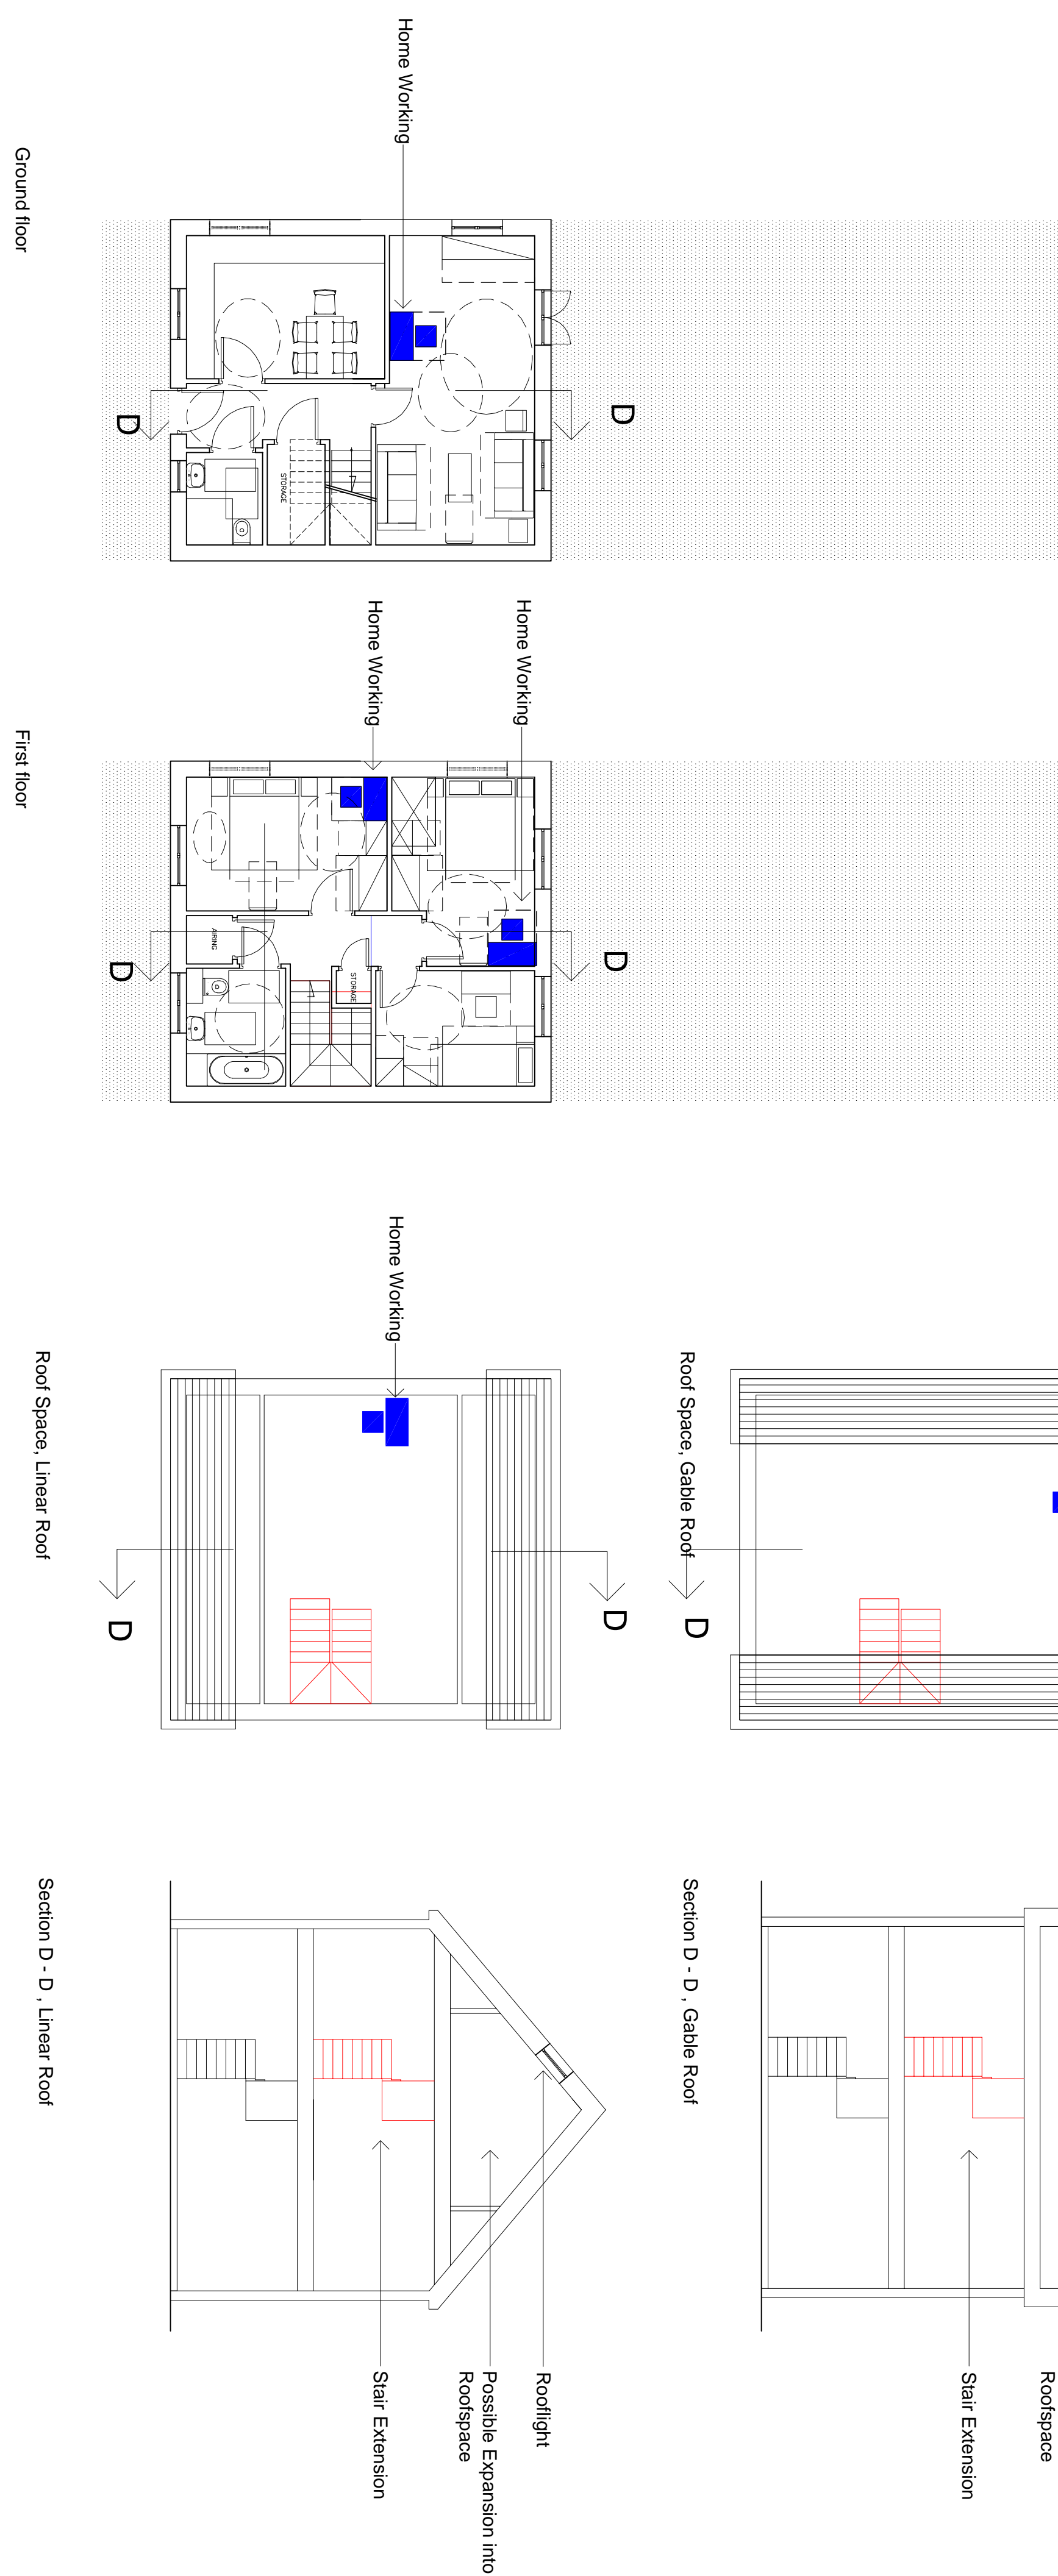 Home Working
Ground floor
D
D
STORAGE
Home Working
Home Working
First floor
D
D
AIRING
STORAGE
Home Working
Roof Space, Linear Roof
D
D
Roof Space, Gable Roof
D
Section D - D , Linear Roof
Rooflight
Possible Expansion into
Roofspace
Stair Extension
Section D - D , Gable Roof
Roofspace
Stair Extension